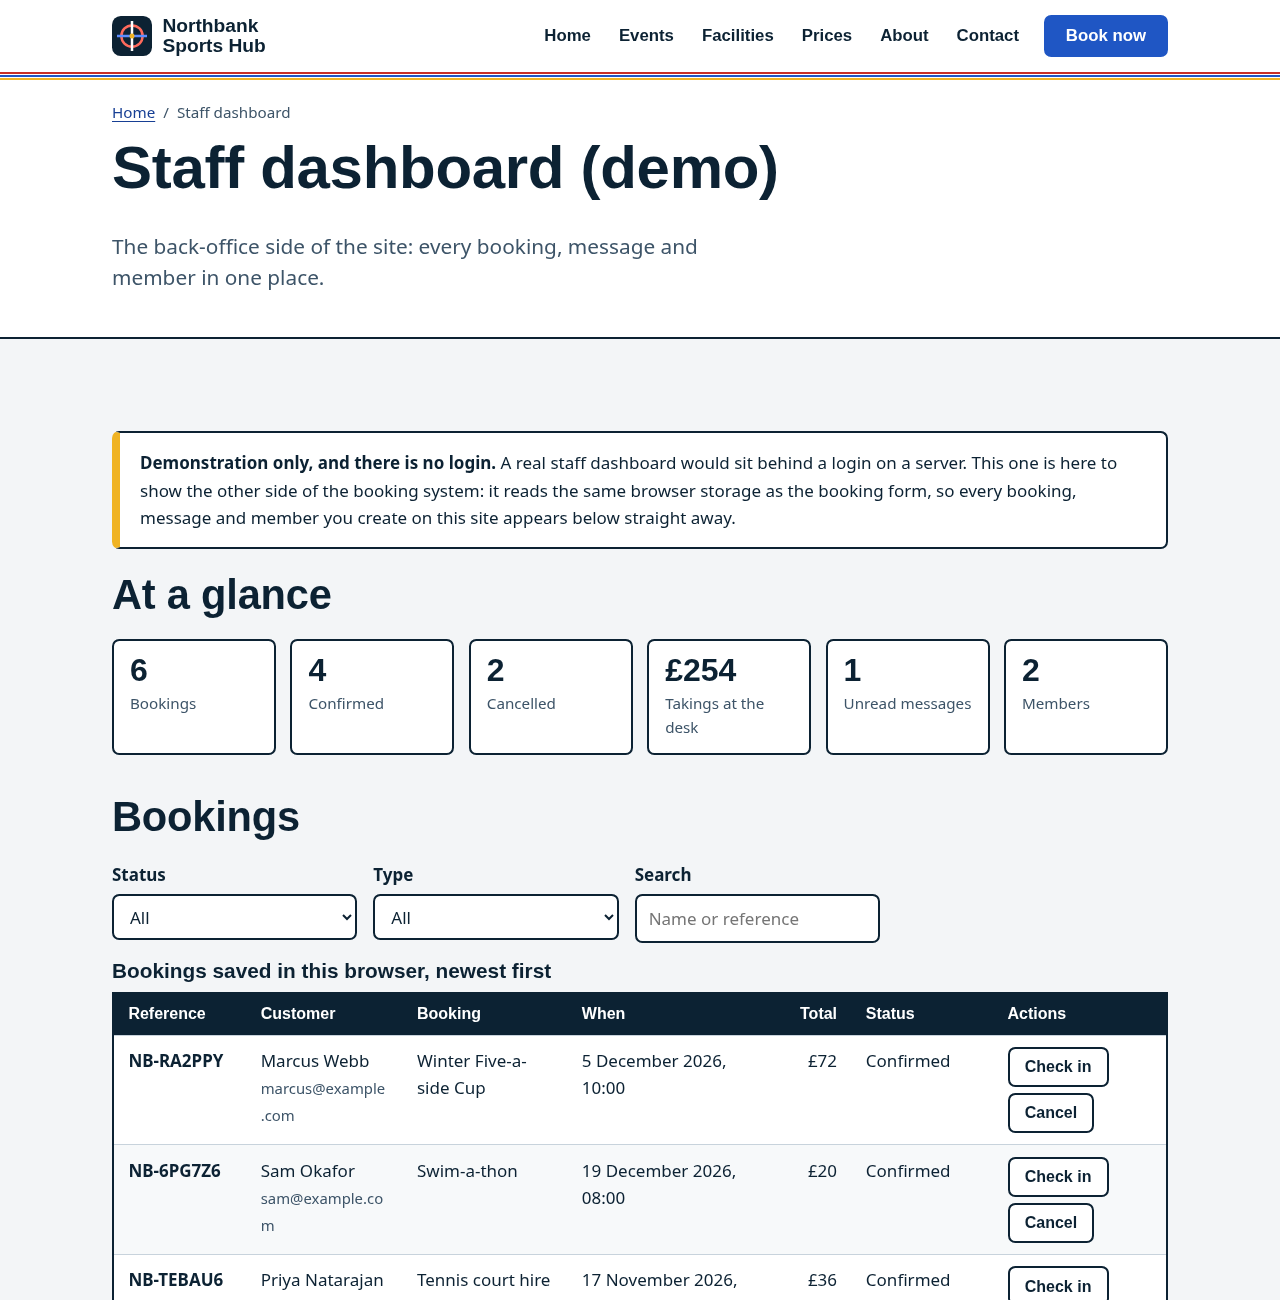 Northbank
Sports Hub
Home Events Facilities Prices About Contact Book now
Home / Staff dashboard
Staff dashboard (demo)
The back-office side of the site: every booking, message and
member in one place.
Demonstration only, and there is no login. A real staff dashboard would sit behind a login on a server. This one is here to
show the other side of the booking system: it reads the same browser storage as the booking form, so every booking,
message and member you create on this site appears below straight away.
At a glance
6
Bookings
4
Confirmed
2
Cancelled
£254
Takings at the
desk
1
Unread messages
2
Members
Bookings
Status Type Search
All All Name or reference
Bookings saved in this browser, newest first
Reference Customer Booking When Total Status Actions
NB-RA2PPY Marcus Webb Winter Five-a- 5 December 2026, £72 Confirmed Check in
marcus@example side Cup 10:00
.com Cancel
NB-6PG7Z6 Sam Okafor Swim-a-thon 19 December 2026, £20 Confirmed Check in
sam@example.co 08:00
m Cancel
NB-TEBAU6 Priya Natarajan Tennis court hire 17 November 2026, £36 Confirmed Check in